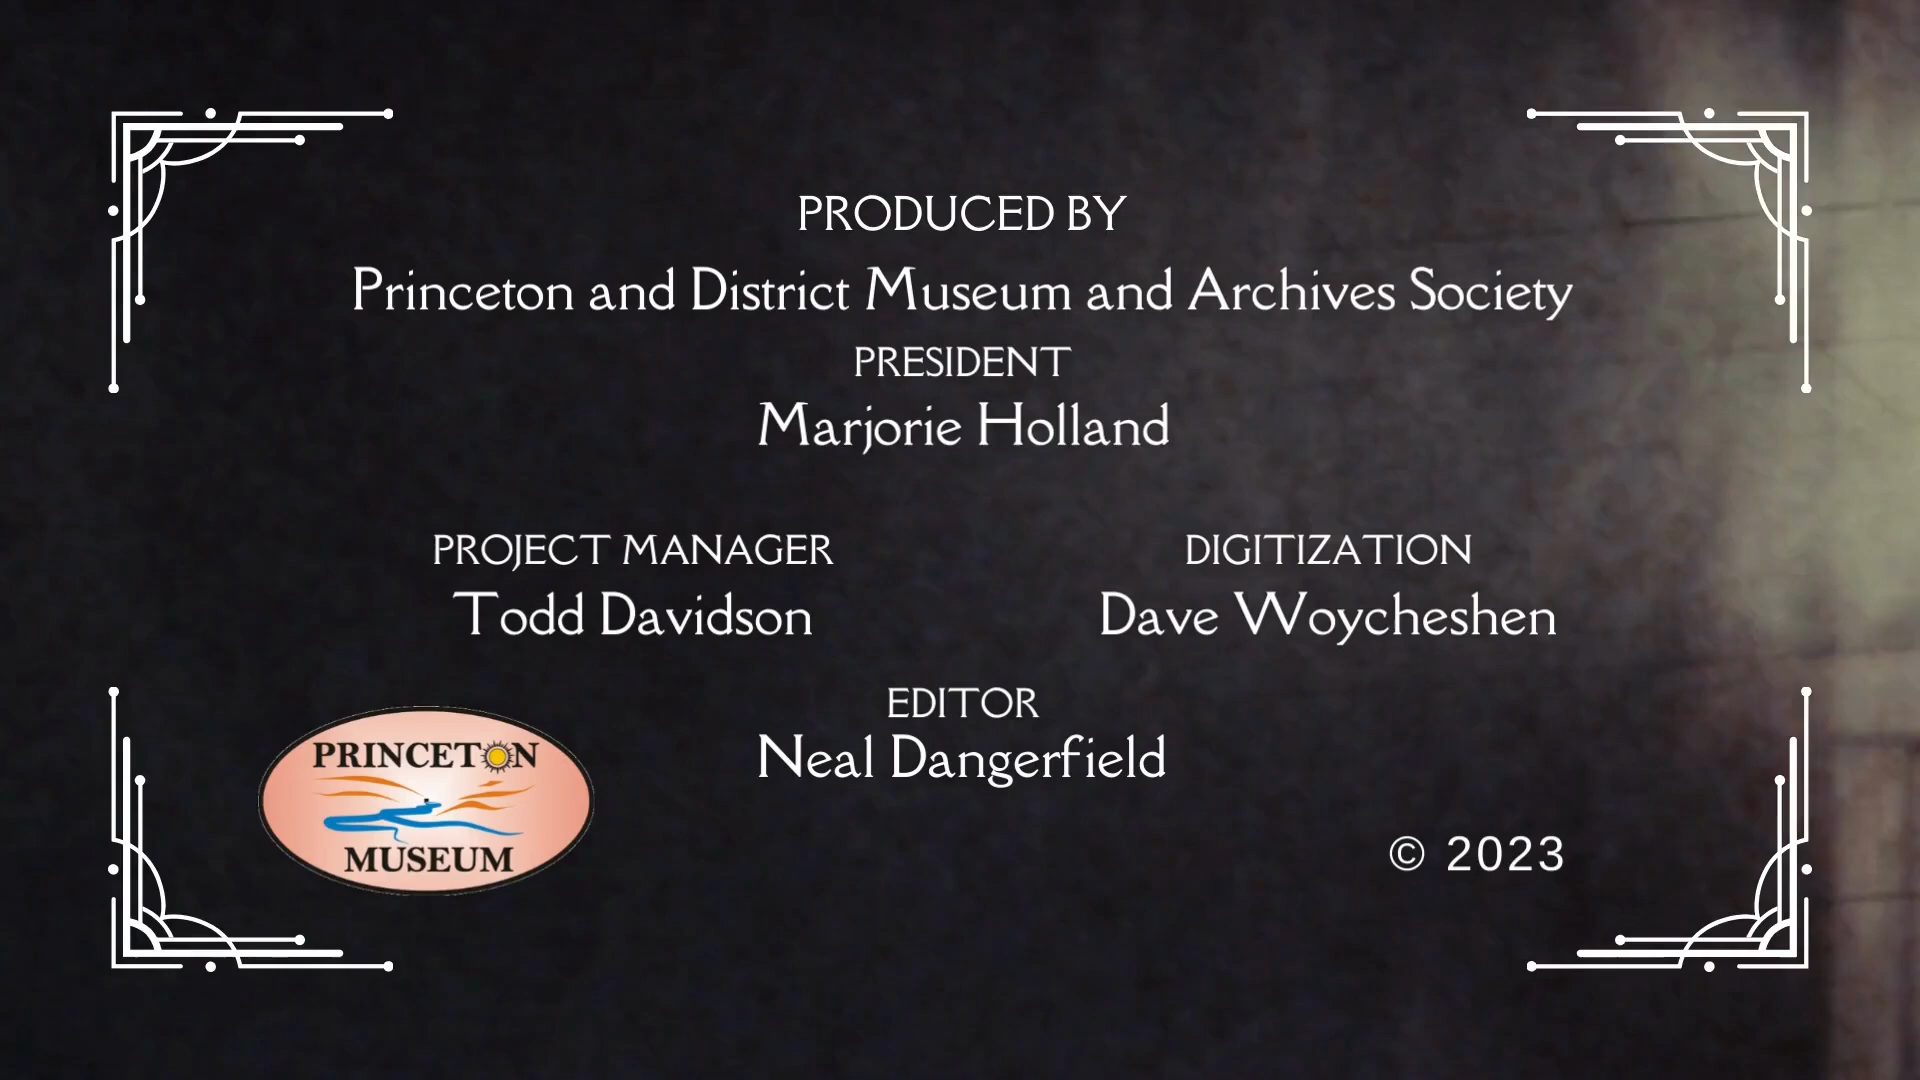 PRODUCED BY
Princeton and District Museum and Archives Society
PRESIDENT
Marjorie Holland
PROJECT MANAGER
Todd Davidson
DIGITIZATION
Dave Woycheshen
EDITOR
Neal Dangerfield
PRINCETON
MUSEUM
© 2023